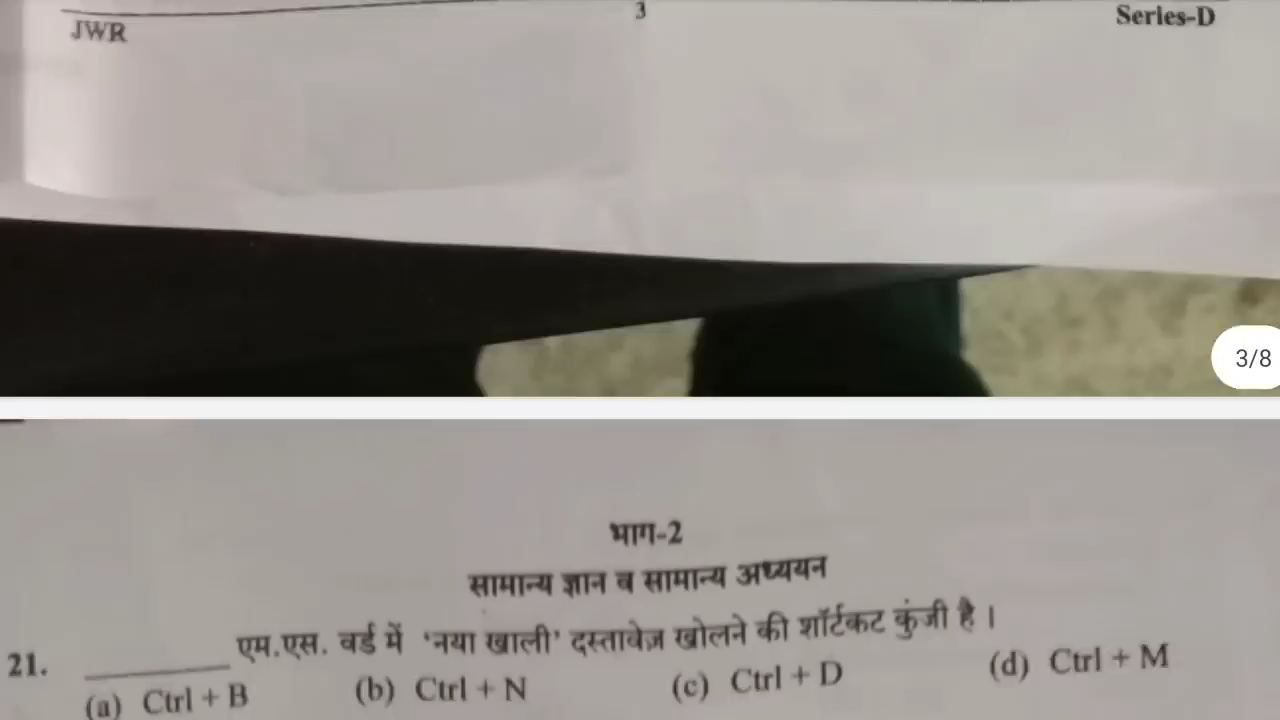 3
JWR Series-D
3/8
भाग-2
सामान्य ज्ञान व सामान्य अध्ययन
21. ________ एम.एस. वर्ड में 'नया खाली' दस्तावेज़ खोलने की शॉर्टकट कुंजी है ।
(a) Ctrl + B (b) Ctrl + N (c) Ctrl + D (d) Ctrl + M